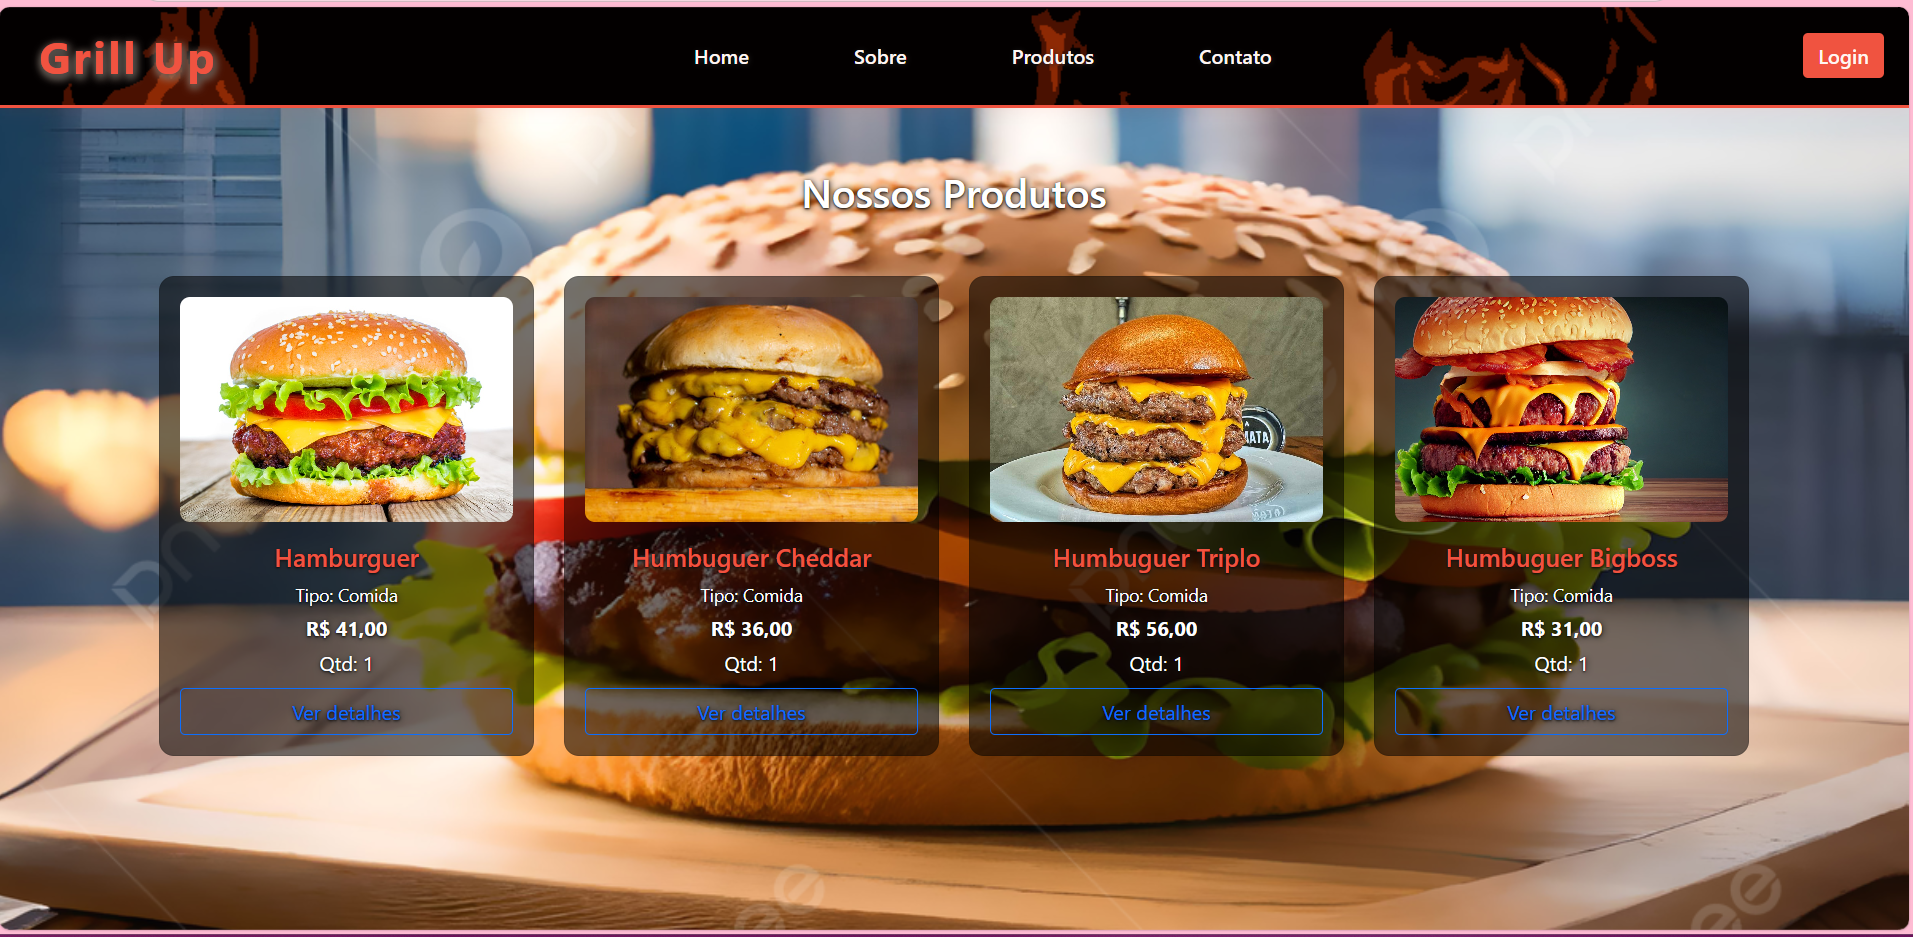 Grill Up
Home Sobre Produtos Contato
Login
Nossos Produtos
Hamburguer
Tipo: Comida
R$ 41,00
Qtd: 1
Ver detalhes
Humbuguer Cheddar
Tipo: Comida
R$ 36,00
Qtd: 1
Ver detalhes
Humbuguer Triplo
Tipo: Comida
R$ 56,00
Qtd: 1
Ver detalhes
Humbuguer Bigboss
Tipo: Comida
R$ 31,00
Qtd: 1
Ver detalhes